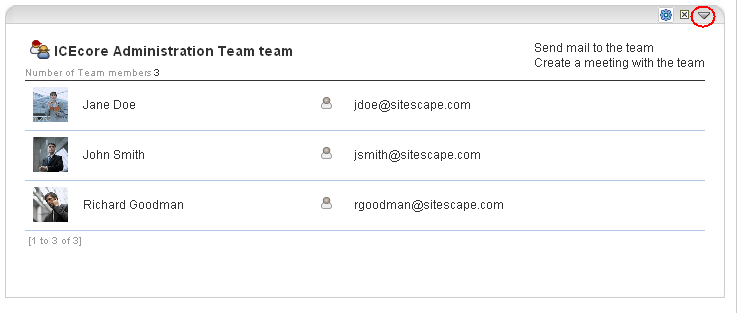 ICEcore Administration Team team
Send mail to the team
Create a meeting with the team
Number of Team members 3
Jane Doe jdoe@sitescape.com
John Smith jsmith@sitescape.com
Richard Goodman rgoodman@sitescape.com
[1 to 3 of 3]